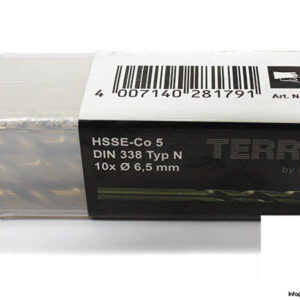 Art. N
4 007140 281791
HSSE-Co 5
DIN 338 Typ N
10x Ø 6,5 mm
TERR
by